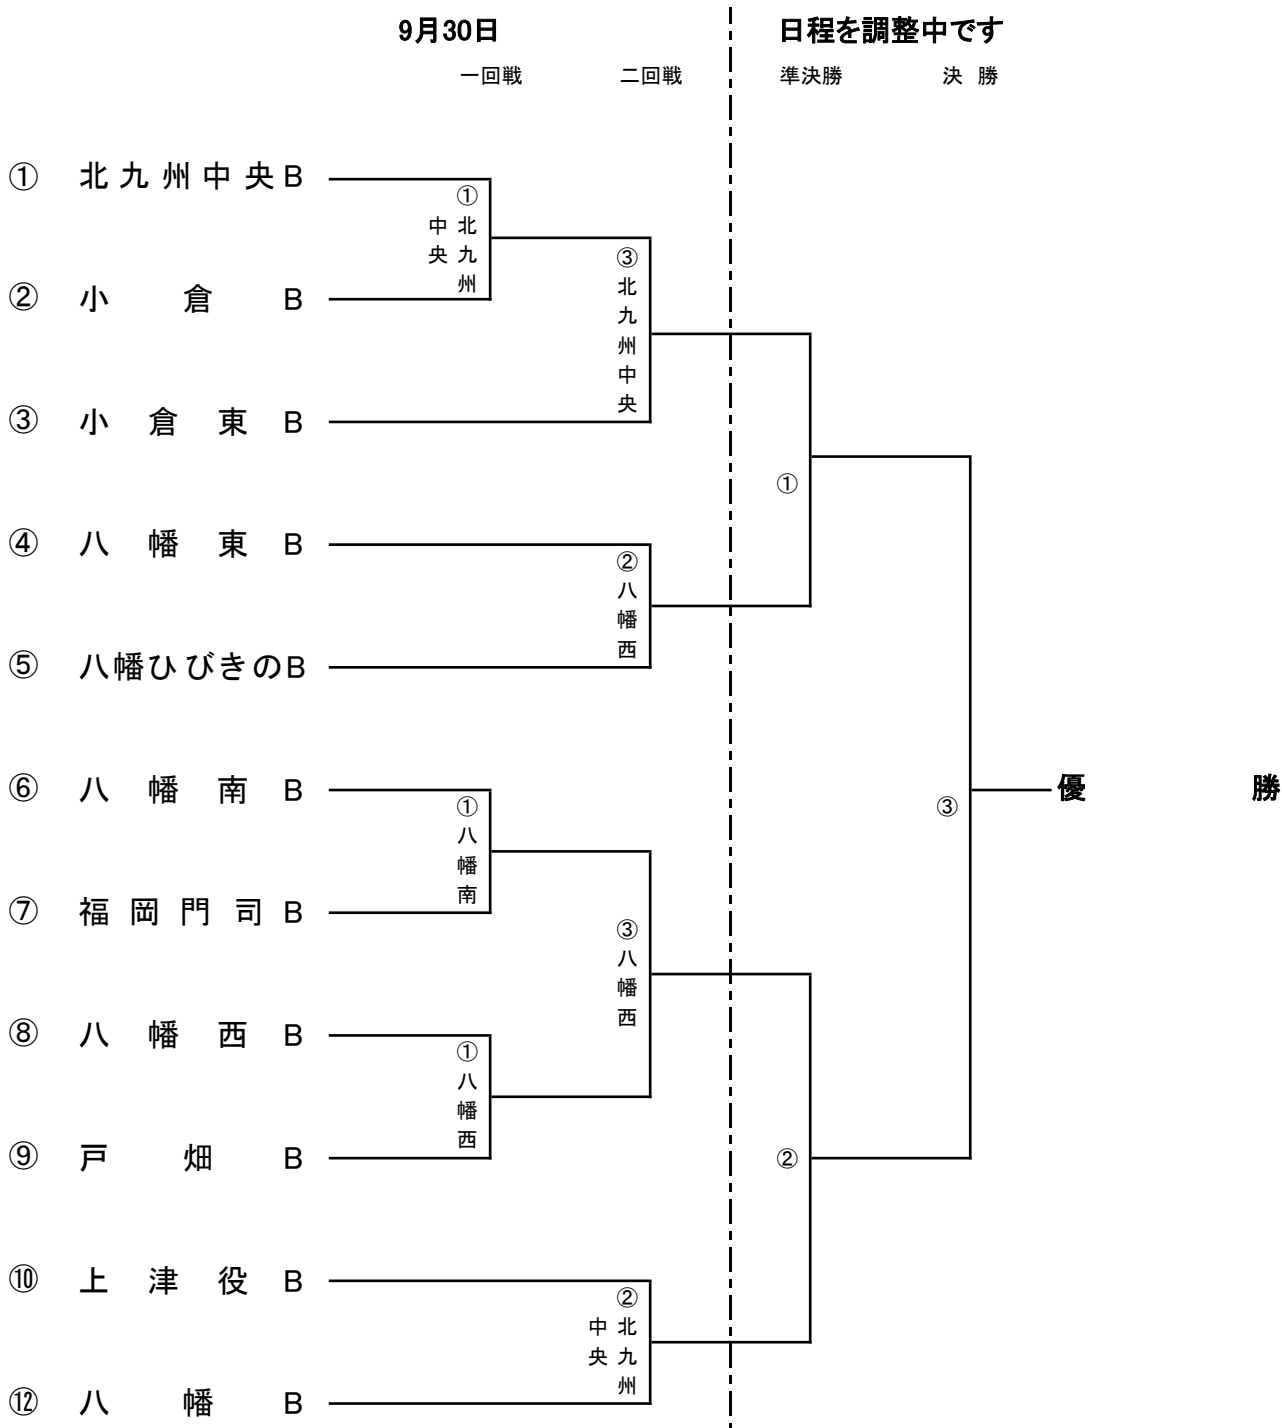 9月30日 日程を調整中です
一回戦 二回戦 準決勝 決 勝
① 北九州中央B
①北九州中央
② 小 倉 B
③北九州中央
③ 小 倉 東 B
①
④ 八 幡 東 B
②八幡西
⑤ 八幡ひびきのB
⑥ 八 幡 南 B
①八幡南
③
優 勝
⑦ 福 岡 門 司 B
③八幡西
⑧ 八 幡 西 B
①八幡西
⑨ 戸 畑 B
②
⑩ 上 津 役 B
②北九州中央
⑫ 八 幡 B